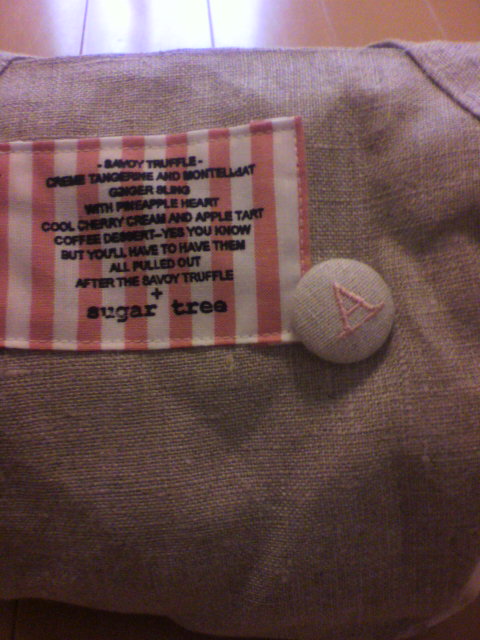 - SAVOY TRUFFLE -
CREME TANGERINE AND MONTELLMAT
GINGER SLING
WITH PINEAPPLE HEART
COOL CHERRY CREAM AND APPLE TART
COFFEE DESSERT--YES YOU KNOW
BUT YOU'LL HAVE TO HAVE THEM
ALL PULLED OUT
AFTER THE SAVOY TRUFFLE
+
sugar tree
A